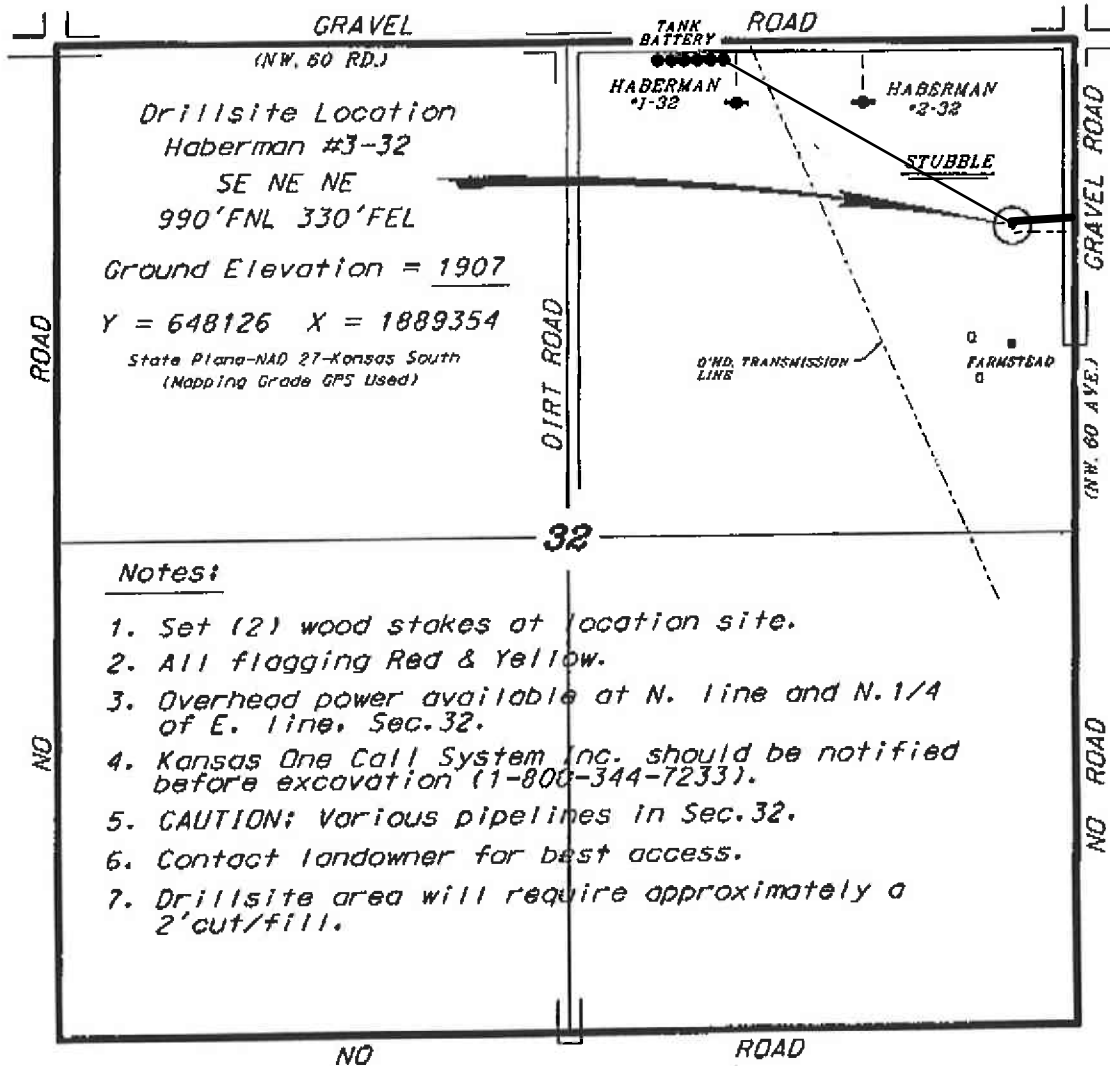 GRAVEL
ROAD
(NW. 60 RD.)
TANK
BATTERY
HABERMAN
#1-32
HABERMAN
#2-32
Drillsite Location
Haberman #3-32
SE NE NE
990'FNL 330'FEL
STUBBLE
GRAVEL ROAD
Ground Elevation = 1907
Y = 648126 X = 1889354
State Plane-NAD 27-Kansas South
(Mapping Grade GPS Used)
ROAD
DIRT ROAD
O'HD. TRANSMISSION
LINE
FARMSTEAD
(NW. 60 AVE.)
32
Notes:
1. Set (2) wood stakes at location site.
2. All flagging Red & Yellow.
3. Overhead power available at N. line and N.1/4
of E. line, Sec.32.
4. Kansas One Call System Inc. should be notified
before excavation (1-800-344-7233).
5. CAUTION: Various pipelines in Sec.32.
6. Contact landowner for best access.
7. Drillsite area will require approximately a
2'cut/fill.
NO
NO ROAD
NO
ROAD